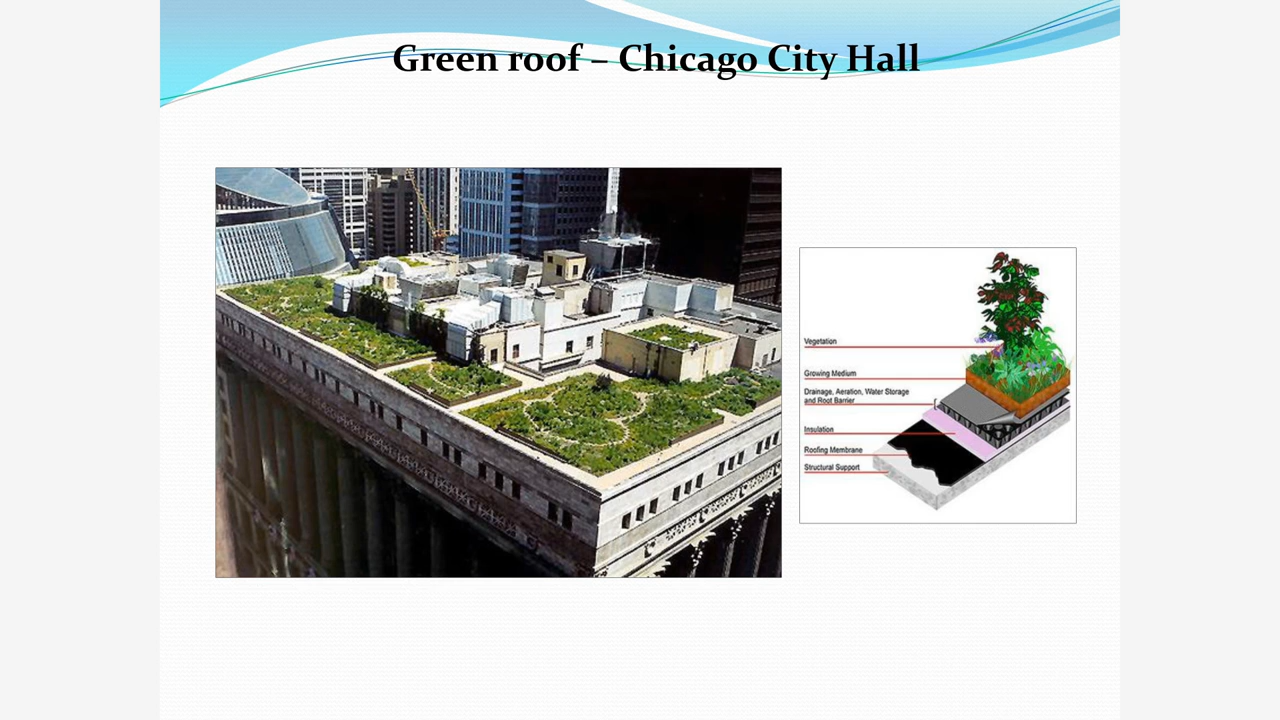 Green roof – Chicago City Hall
Vegetation
Growing Medium
Drainage, Aeration, Water Storage
and Root Barrier
Insulation
Roofing Membrane
Structural Support